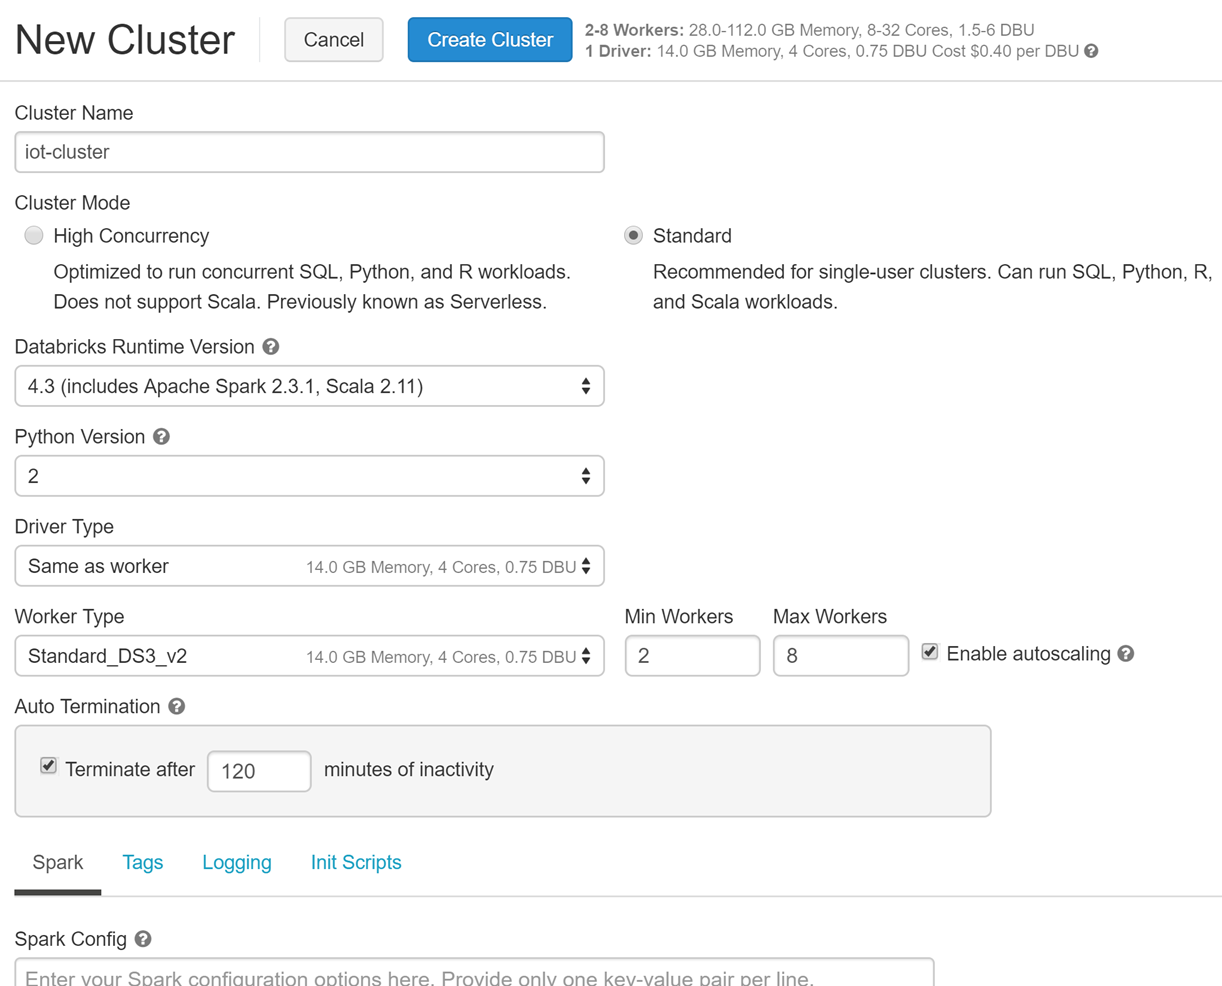 New Cluster
Cancel
Create Cluster
2-8 Workers: 28.0-112.0 GB Memory, 8-32 Cores, 1.5-6 DBU
1 Driver: 14.0 GB Memory, 4 Cores, 0.75 DBU Cost $0.40 per DBU ?
Cluster Name
iot-cluster
Cluster Mode
High Concurrency
Optimized to run concurrent SQL, Python, and R workloads.
Does not support Scala. Previously known as Serverless.
Standard
Recommended for single-user clusters. Can run SQL, Python, R,
and Scala workloads.
Databricks Runtime Version ?
4.3 (includes Apache Spark 2.3.1, Scala 2.11)
Python Version ?
2
Driver Type
Same as worker 14.0 GB Memory, 4 Cores, 0.75 DBU
Worker Type Min Workers Max Workers
Standard_DS3_v2 14.0 GB Memory, 4 Cores, 0.75 DBU 2 8 Enable autoscaling ?
Auto Termination ?
Terminate after 120 minutes of inactivity
Spark Tags Logging Init Scripts
Spark Config ?
Enter your Spark configuration options here. Provide only one key-value pair per line.